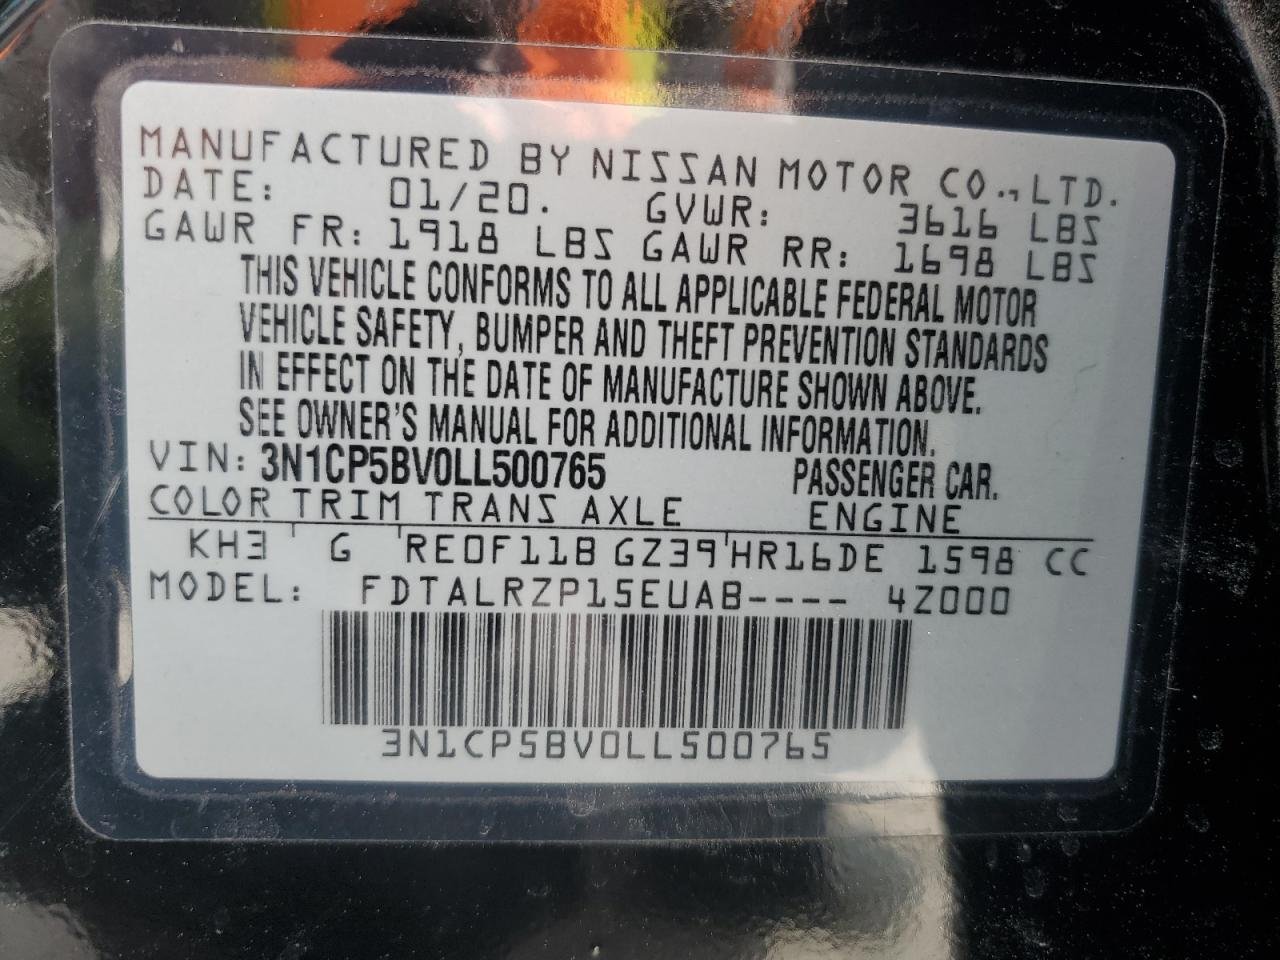 MANUFACTURED BY NISSAN MOTOR CO., LTD.
DATE: 01/20. GVWR: 3616 LBS
GAWR FR: 1918 LBS GAWR RR: 1698 LBS
THIS VEHICLE CONFORMS TO ALL APPLICABLE FEDERAL MOTOR
VEHICLE SAFETY, BUMPER AND THEFT PREVENTION STANDARDS
IN EFFECT ON THE DATE OF MANUFACTURE SHOWN ABOVE.
SEE OWNER'S MANUAL FOR ADDITIONAL INFORMATION.
VIN: 3N1CP5BV0LL500765 PASSENGER CAR.
COLOR TRIM TRANS AXLE ENGINE
KH3 G RE0F11B GZ39 HR16DE 1598 CC
MODEL: FDTALRZP15EUAB---- 4Z000
3N1CP5BV0LL500765